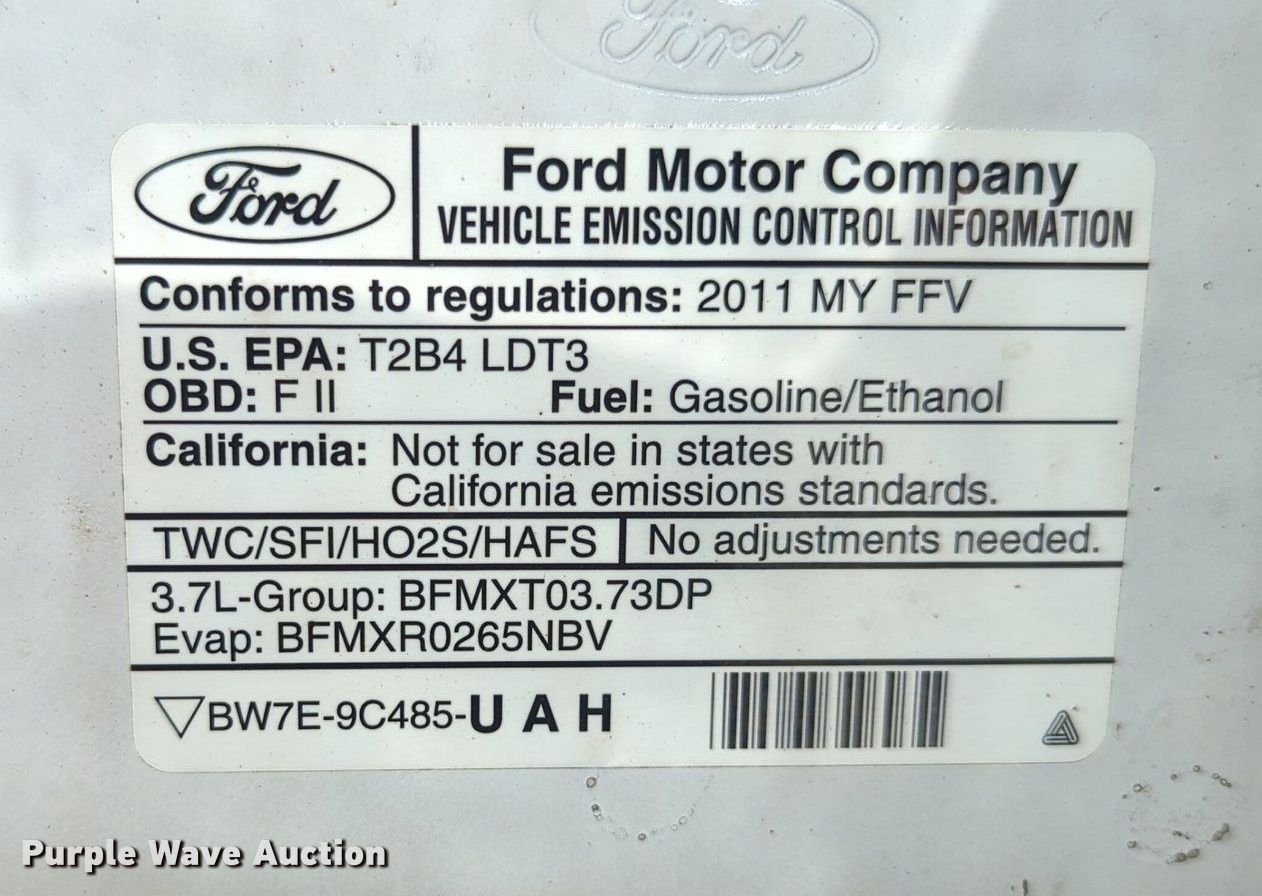 Ford
Ford
Ford Motor Company
VEHICLE EMISSION CONTROL INFORMATION
Conforms to regulations: 2011 MY FFV
U.S. EPA: T2B4 LDT3
OBD: F II Fuel: Gasoline/Ethanol
California: Not for sale in states with
California emissions standards.
TWC/SFI/HO2S/HAFS No adjustments needed.
3.7L-Group: BFMXT03.73DP
Evap: BFMXR0265NBV
BW7E-9C485-U A H
Purple Wave Auction